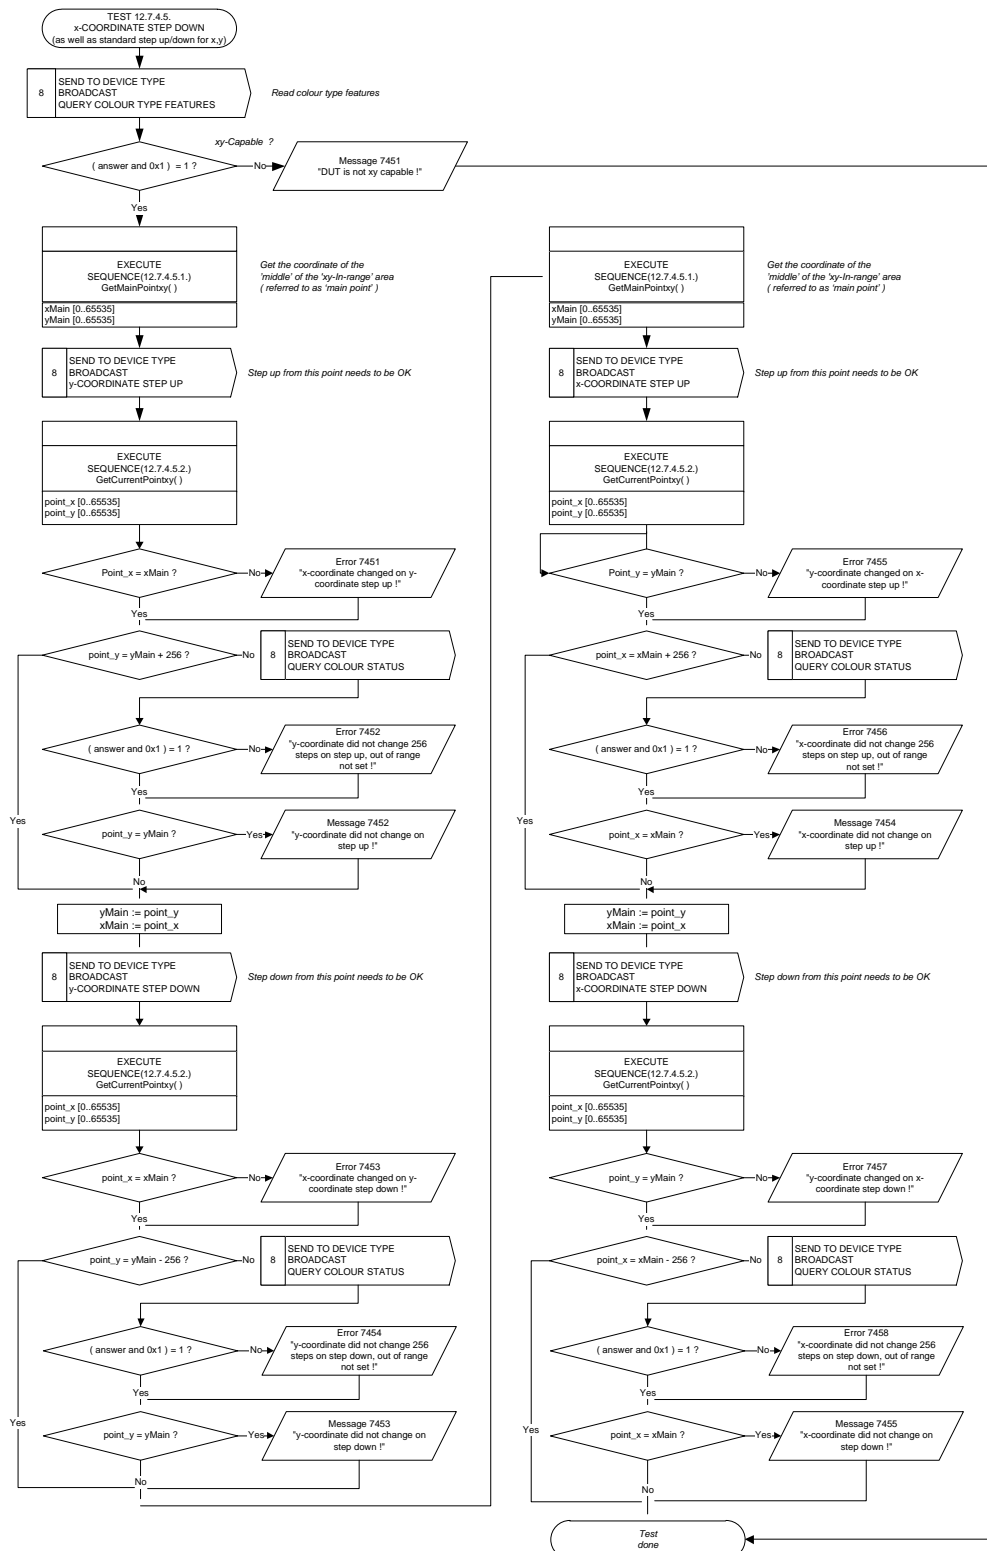 TEST 12.7.4.5.
x-COORDINATE STEP DOWN
(as well as standard step up/down for x,y)
8
SEND TO DEVICE TYPE
BROADCAST
QUERY COLOUR TYPE FEATURES
Read colour type features
xy-Capable ?
( answer and 0x1 ) = 1 ?
No
Message 7451
"DUT is not xy capable !"
Yes
EXECUTE
SEQUENCE(12.7.4.5.1.)
GetMainPointxy( )
xMain [0..65535]
yMain [0..65535]
Get the coordinate of the
'middle' of the 'xy-In-range' area
( referred to as 'main point' )
8
SEND TO DEVICE TYPE
BROADCAST
y-COORDINATE STEP UP
Step up from this point needs to be OK
EXECUTE
SEQUENCE(12.7.4.5.2.)
GetCurrentPointxy( )
point_x [0..65535]
point_y [0..65535]
Point_x = xMain ?
No
Error 7451
"x-coordinate changed on y-
coordinate step up !"
Yes
point_y = yMain + 256 ?
No
8
SEND TO DEVICE TYPE
BROADCAST
QUERY COLOUR STATUS
( answer and 0x1 ) = 1 ?
No
Error 7452
"y-coordinate did not change 256
steps on step up, out of range
not set !"
Yes
Yes
point_y = yMain ?
Yes
Message 7452
"y-coordinate did not change on
step up !"
No
yMain := point_y
xMain := point_x
8
SEND TO DEVICE TYPE
BROADCAST
y-COORDINATE STEP DOWN
Step down from this point needs to be OK
EXECUTE
SEQUENCE(12.7.4.5.2.)
GetCurrentPointxy( )
point_x [0..65535]
point_y [0..65535]
point_x = xMain ?
No
Error 7453
"x-coordinate changed on y-
coordinate step down !"
Yes
point_y = yMain - 256 ?
No
8
SEND TO DEVICE TYPE
BROADCAST
QUERY COLOUR STATUS
( answer and 0x1 ) = 1 ?
No
Error 7454
"y-coordinate did not change 256
steps on step down, out of range
not set !"
Yes
Yes
point_y = yMain ?
Yes
Message 7453
"y-coordinate did not change on
step down !"
No
EXECUTE
SEQUENCE(12.7.4.5.1.)
GetMainPointxy( )
xMain [0..65535]
yMain [0..65535]
Get the coordinate of the
'middle' of the 'xy-In-range' area
( referred to as 'main point' )
8
SEND TO DEVICE TYPE
BROADCAST
x-COORDINATE STEP UP
Step up from this point needs to be OK
EXECUTE
SEQUENCE(12.7.4.5.2.)
GetCurrentPointxy( )
point_x [0..65535]
point_y [0..65535]
Point_y = yMain ?
No
Error 7455
"y-coordinate changed on x-
coordinate step up !"
Yes
point_x = xMain + 256 ?
No
8
SEND TO DEVICE TYPE
BROADCAST
QUERY COLOUR STATUS
( answer and 0x1 ) = 1 ?
No
Error 7456
"x-coordinate did not change 256
steps on step up, out of range
not set !"
Yes
Yes
point_x = xMain ?
Yes
Message 7454
"x-coordinate did not change on
step up !"
No
yMain := point_y
xMain := point_x
8
SEND TO DEVICE TYPE
BROADCAST
x-COORDINATE STEP DOWN
Step down from this point needs to be OK
EXECUTE
SEQUENCE(12.7.4.5.2.)
GetCurrentPointxy( )
point_x [0..65535]
point_y [0..65535]
point_y = yMain ?
No
Error 7457
"y-coordinate changed on x-
coordinate step down !"
Yes
point_x = xMain - 256 ?
No
8
SEND TO DEVICE TYPE
BROADCAST
QUERY COLOUR STATUS
( answer and 0x1 ) = 1 ?
No
Error 7458
"x-coordinate did not change 256
steps on step down, out of range
not set !"
Yes
Yes
point_x = xMain ?
Yes
Message 7455
"x-coordinate did not change on
step down !"
No
Test
done